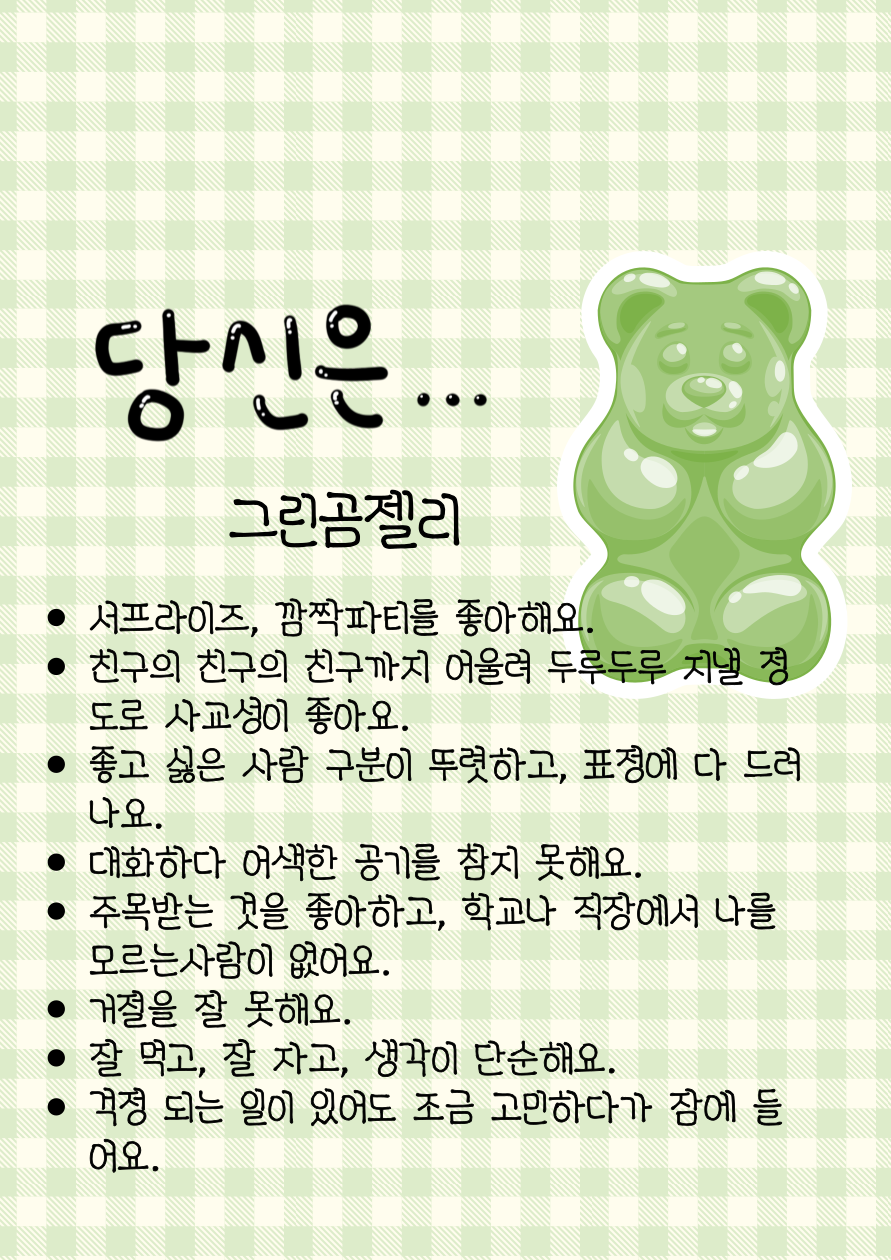 당신은...
그린곰젤리
• 서프라이즈, 깜짝파티를 좋아해요.
• 친구의 친구의 친구까지 어울려 두루두루 지낼 정
도로 사교성이 좋아요.
• 좋고 싫은 사람 구분이 뚜렷하고, 표정에 다 드러
나요.
• 대화하다 어색한 공기를 참지 못해요.
• 주목받는 것을 좋아하고, 학교나 직장에서 나를
모르는사람이 없어요.
• 거절을 잘 못해요.
• 잘 먹고, 잘 자고, 생각이 단순해요.
• 걱정 되는 일이 있어도 조금 고민하다가 잠에 들
어요.